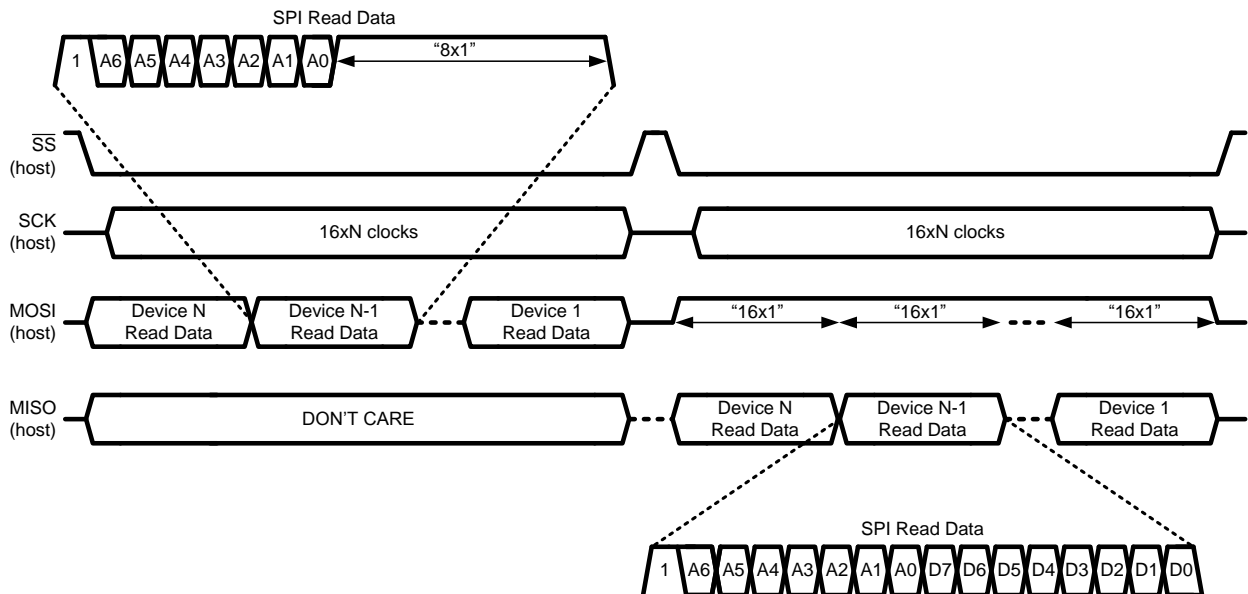 SPI Read Data
1 A6 A5 A4 A3 A2 A1 A0 “8x1”
SS
(host)
SCK
(host)
16xN clocks
16xN clocks
MOSI
(host)
Device N
Read Data
Device N-1
Read Data
Device 1
Read Data
“16x1” “16x1” “16x1”
MISO
(host)
DON’T CARE
Device N
Read Data
Device N-1
Read Data
Device 1
Read Data
SPI Read Data
1 A6 A5 A4 A3 A2 A1 A0 D7 D6 D5 D4 D3 D2 D1 D0